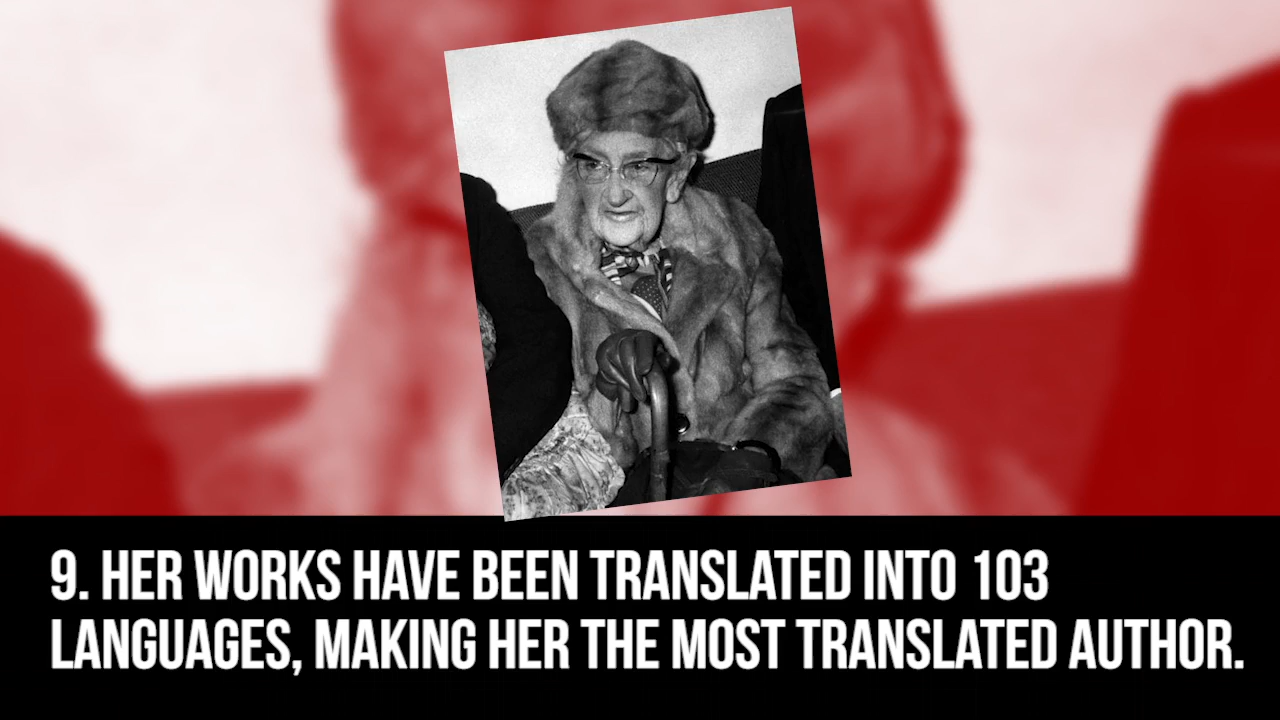 9. HER WORKS HAVE BEEN TRANSLATED INTO 103
LANGUAGES, MAKING HER THE MOST TRANSLATED AUTHOR.